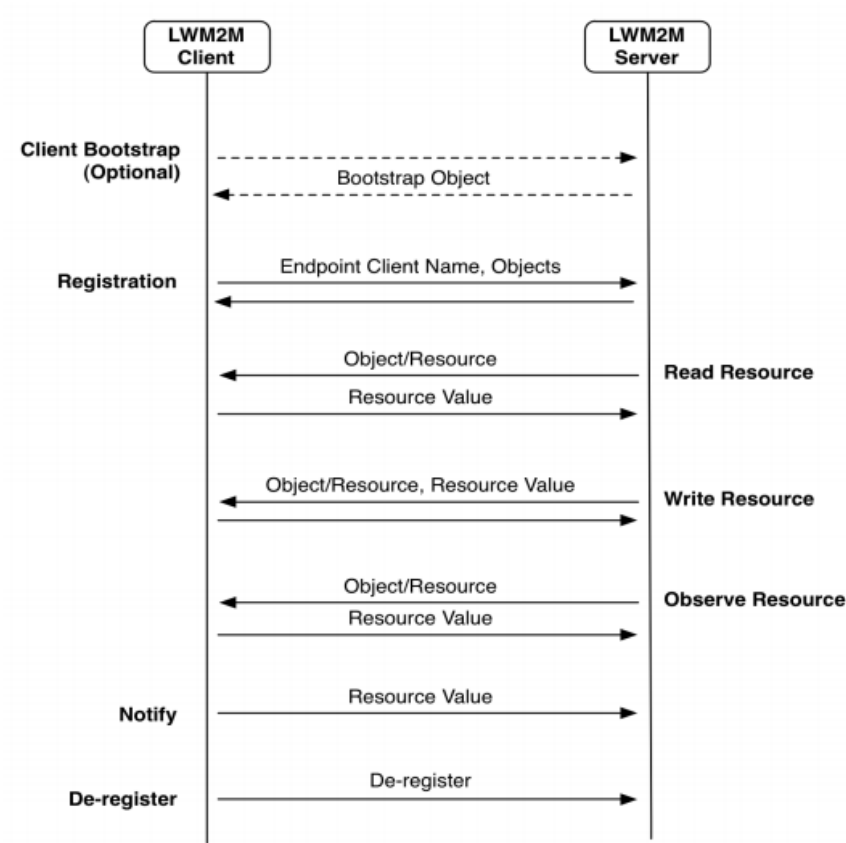 LWM2M
Client
LWM2M
Server
Client Bootstrap
(Optional)
Bootstrap Object
Registration
Endpoint Client Name, Objects
Object/Resource
Read Resource
Resource Value
Object/Resource, Resource Value
Write Resource
Object/Resource
Observe Resource
Resource Value
Notify
Resource Value
De-register
De-register